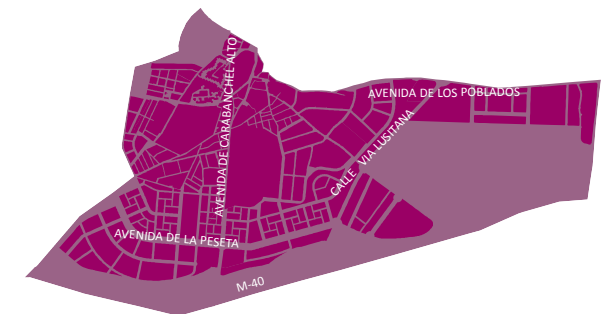 AVENIDA DE CARABANCHEL ALTO
AVENIDA DE LOS POBLADOS
CALLE VIA LUSITANA
AVENIDA DE LA PESETA
M-40